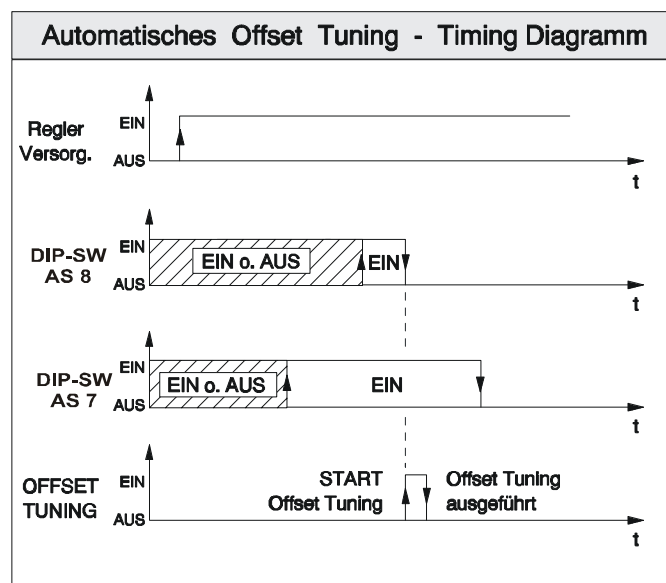 Automatisches Offset Tuning - Timing Diagramm
Regler
Versorg.
EIN
AUS
t
DIP-SW
AS 8
EIN
AUS
EIN o. AUS
EIN
t
DIP-SW
AS 7
EIN
AUS
EIN o. AUS
EIN
t
OFFSET
TUNING
EIN
AUS
START
Offset Tuning
Offset Tuning
ausgeführt
t